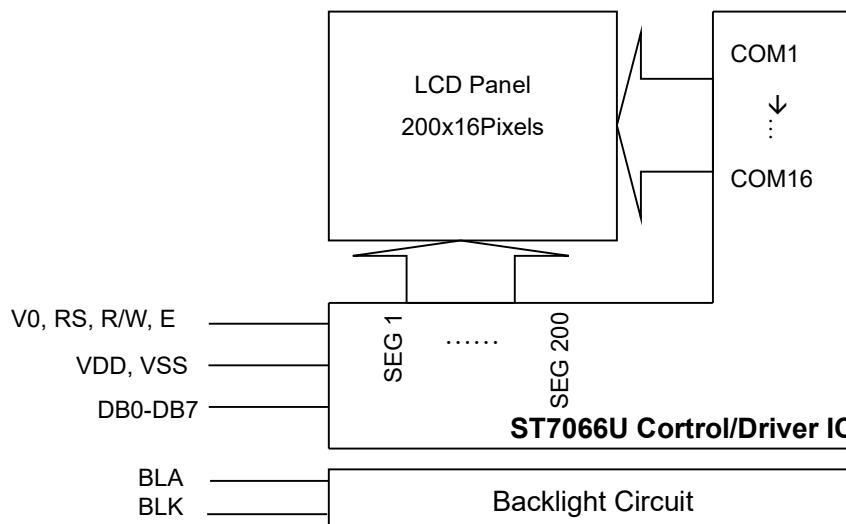 LCD Panel
200x16Pixels
COM1
⋮
COM16
V0, RS, R/W, E
VDD, VSS
DB0-DB7
SEG 1
……
SEG 200
ST7066U Cortrol/Driver IC
BLA
BLK
Backlight Circuit